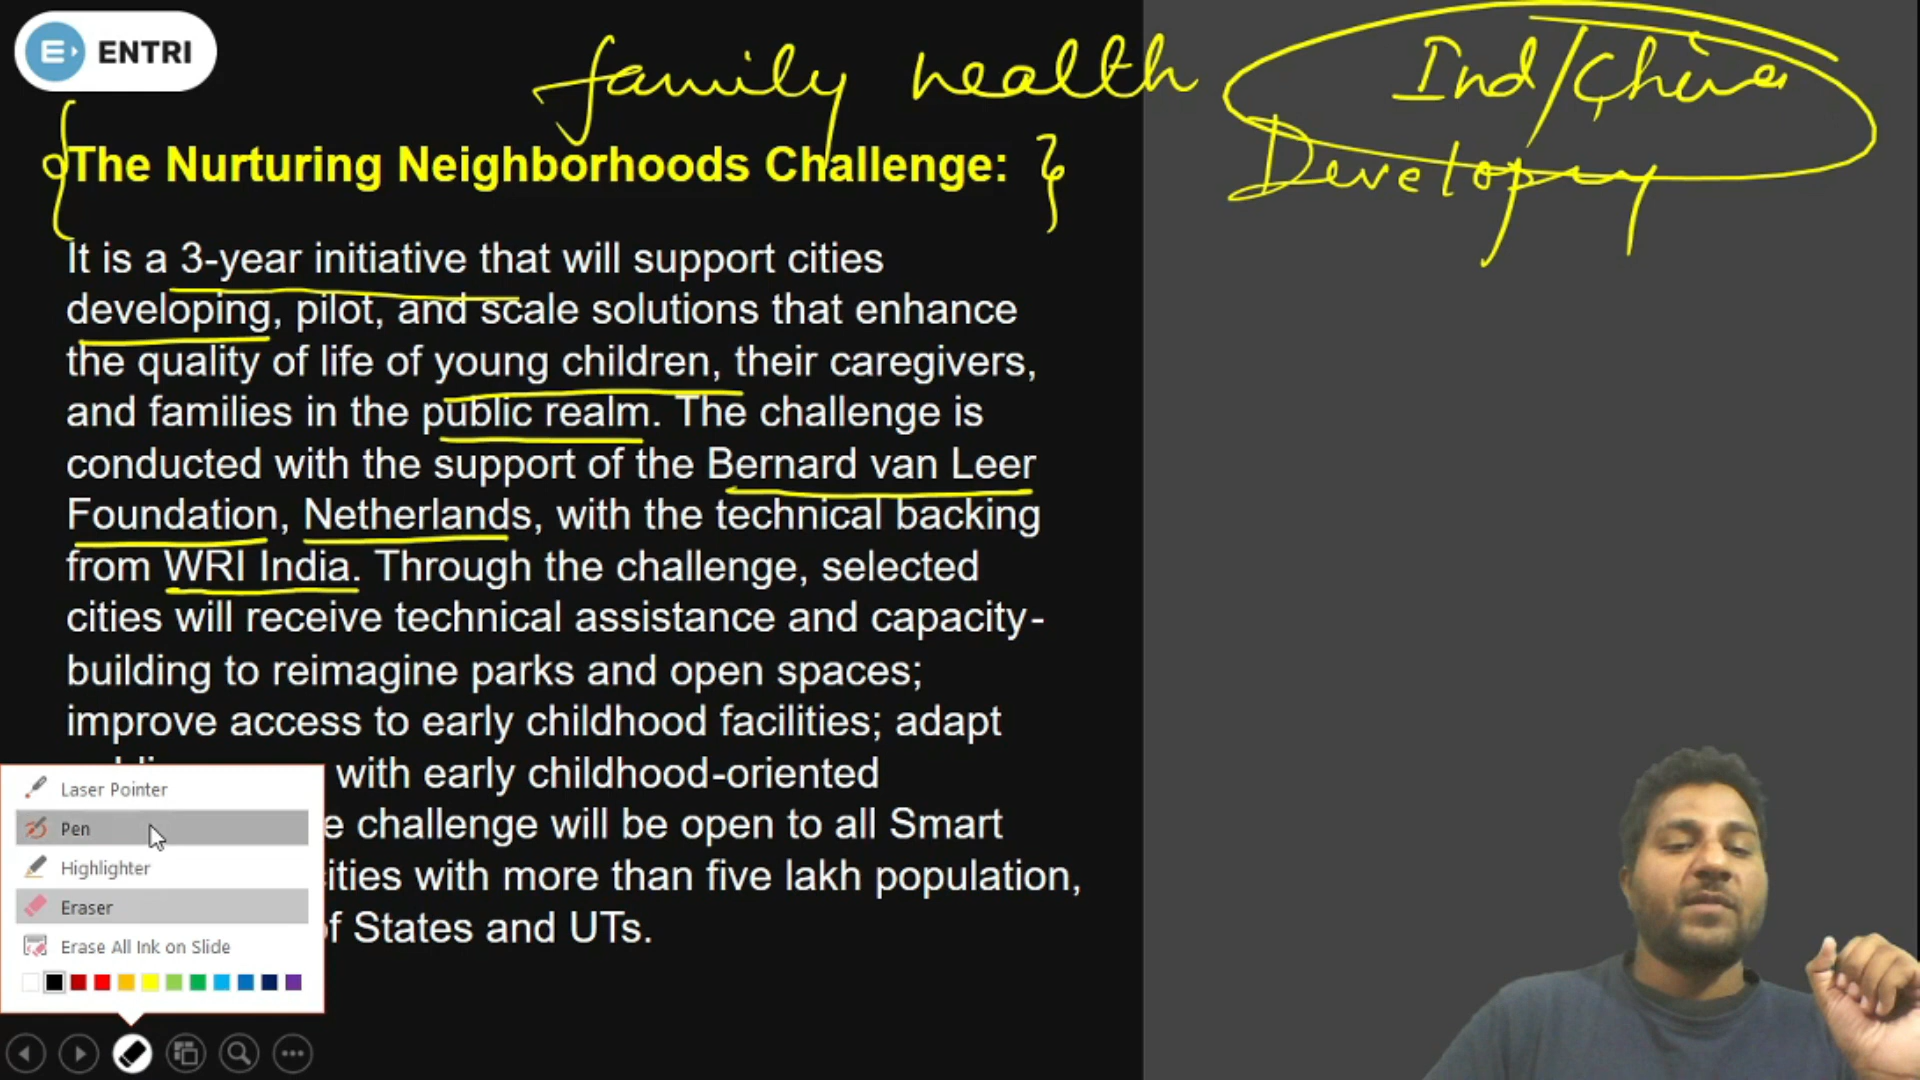 ENTRI
family health
Ind/China
Developing
The Nurturing Neighborhoods Challenge:
It is a 3-year initiative that will support cities
developing, pilot, and scale solutions that enhance
the quality of life of young children, their caregivers,
and families in the public realm. The challenge is
conducted with the support of the Bernard van Leer
Foundation, Netherlands, with the technical backing
from WRI India. Through the challenge, selected
cities will receive technical assistance and capacity-
building to reimagine parks and open spaces;
improve access to early childhood facilities; adapt
with early childhood-oriented
challenge will be open to all Smart
with more than five lakh population,
States and UTs.
Laser Pointer
Pen
Highlighter
Eraser
Erase All Ink on Slide